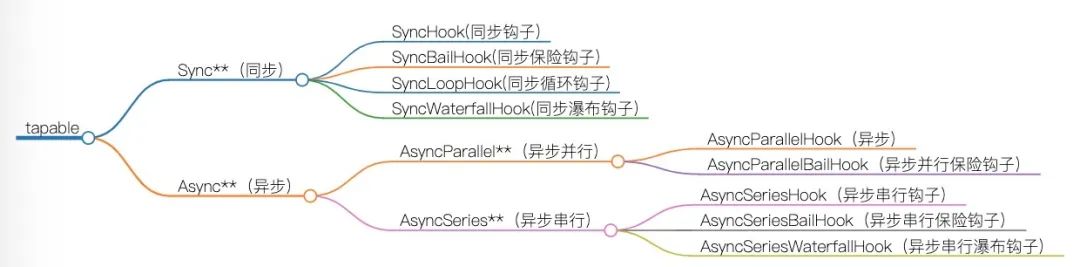 tapable
Sync**（同步）
SyncHook(同步钩子)
SyncBailHook(同步保险钩子)
SyncLoopHook(同步循环钩子)
SyncWaterfallHook(同步瀑布钩子)
Async**（异步）
AsyncParallel**（异步并行）
AsyncParallelHook（异步）
AsyncParallelBailHook（异步并行保险钩子）
AsyncSeries**（异步串行）
AsyncSeriesHook（异步串行钩子）
AsyncSeriesBailHook（异步串行保险钩子）
AsyncSeriesWaterfallHook（异步串行瀑布钩子）